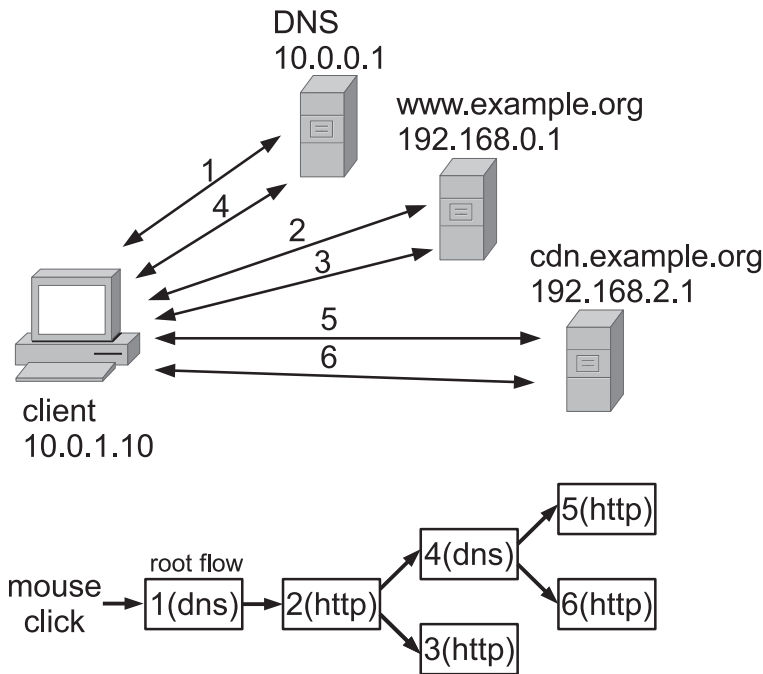 DNS
10.0.0.1
www.example.org
192.168.0.1
1
4
2
3
cdn.example.org
192.168.2.1
5
6
client
10.0.1.10
5(http)
root flow
4(dns)
mouse
click
1(dns)
2(http)
6(http)
3(http)